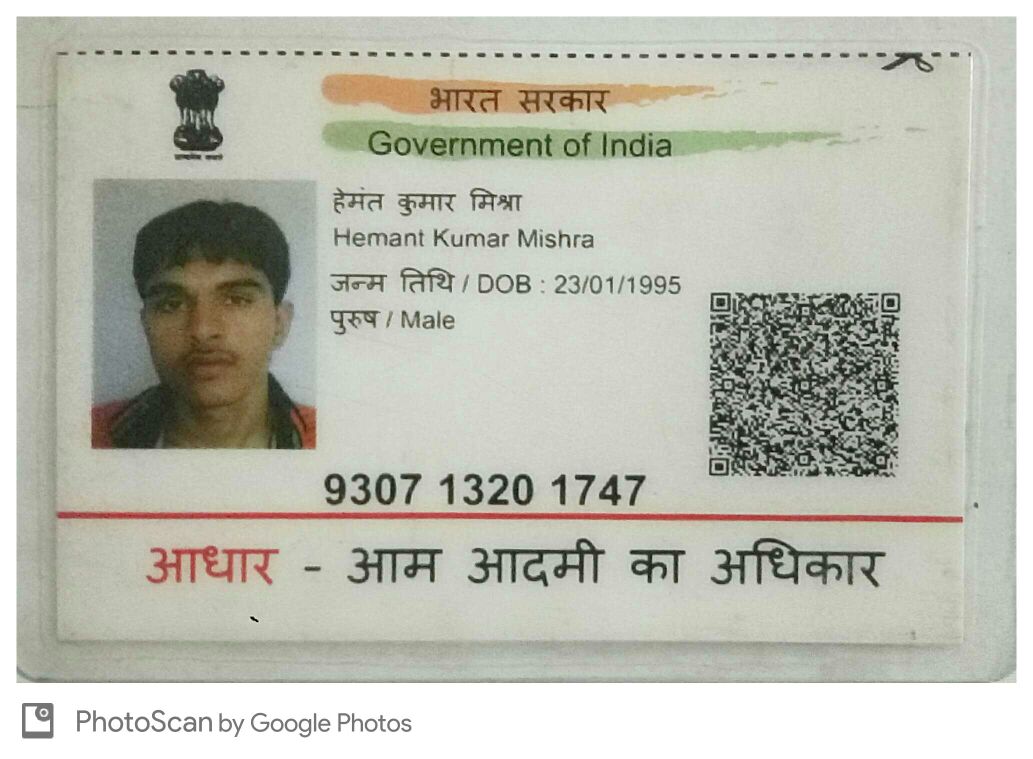 भारत सरकार
Government of India
हेमंत कुमार मिश्रा
Hemant Kumar Mishra
जन्म तिथि / DOB : 23/01/1995
पुरुष / Male
9307 1320 1747
आधार - आम आदमी का अधिकार
PhotoScan by Google Photos